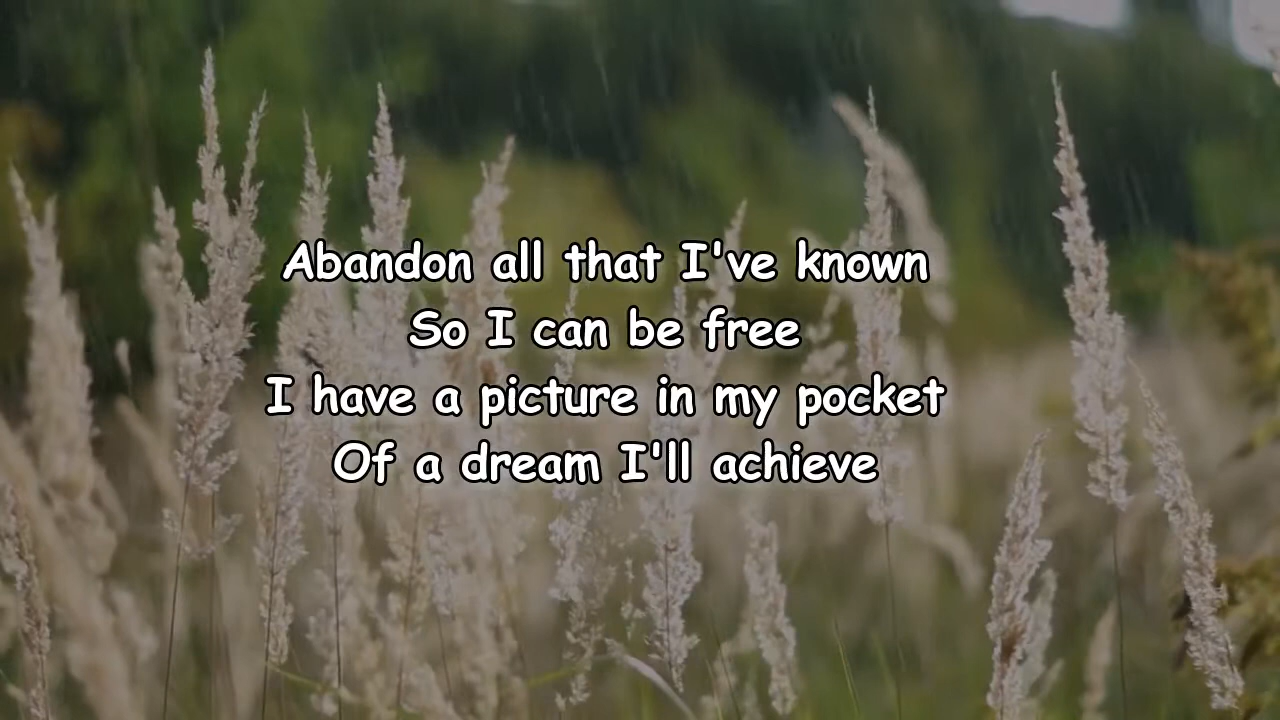 Abandon all that I've known
So I can be free
I have a picture in my pocket
Of a dream I'll achieve